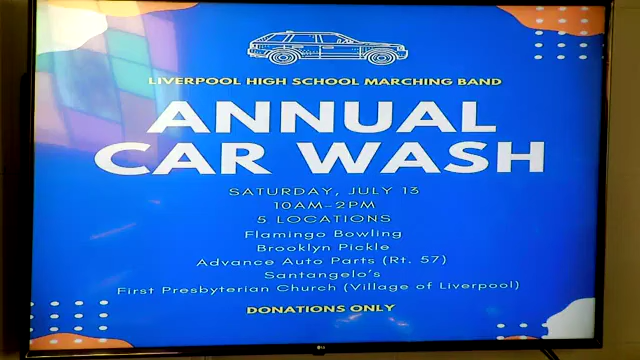 LIVERPOOL HIGH SCHOOL MARCHING BAND
ANNUAL
CAR WASH
SATURDAY, JULY 13
10AM-2PM
5 LOCATIONS
Flamingo Bowling
Brooklyn Pickle
Advance Auto Parts (Rt. 57)
Santangelo's
First Presbyterian Church (Village of Liverpool)
DONATIONS ONLY
LG